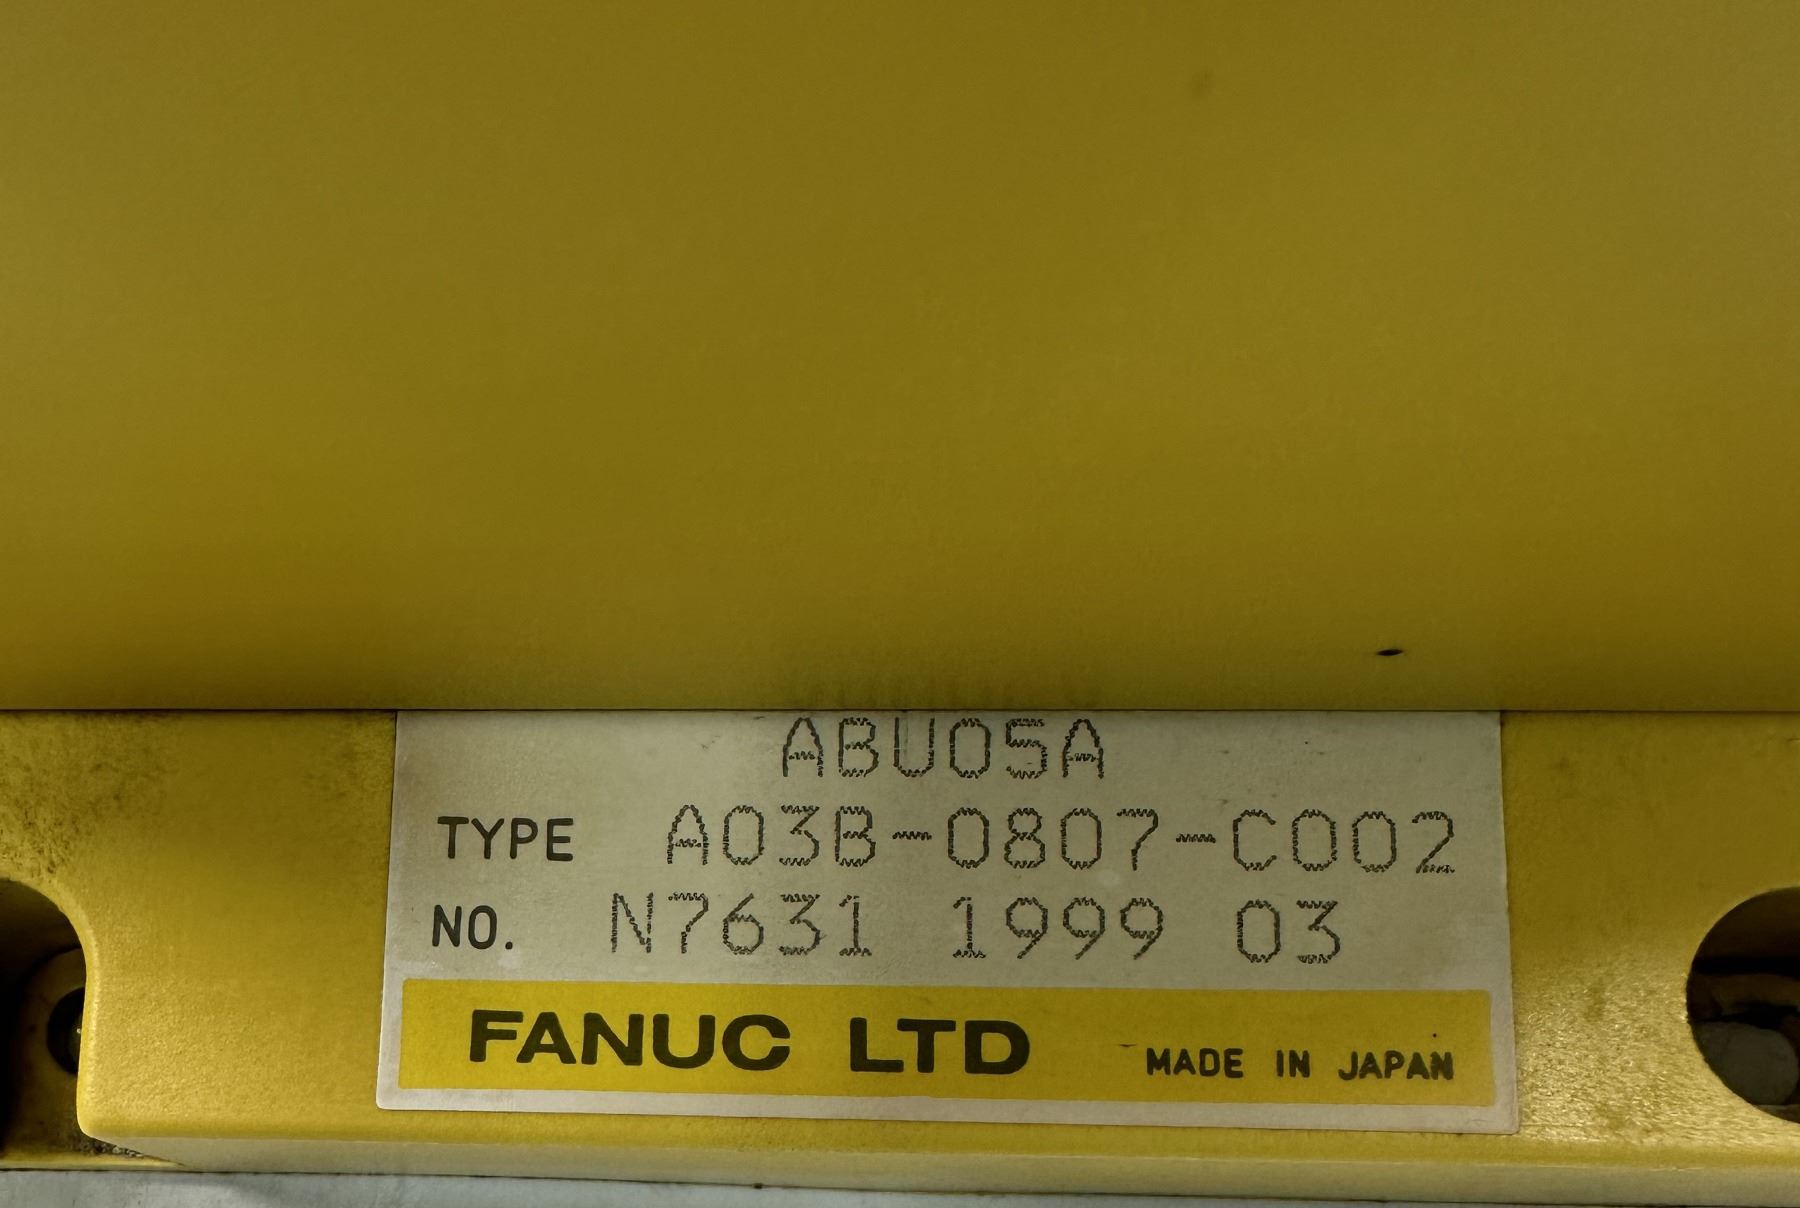 ABU05A
TYPE A03B-0807-C002
NO. N7631 1999 03
FANUC LTD MADE IN JAPAN